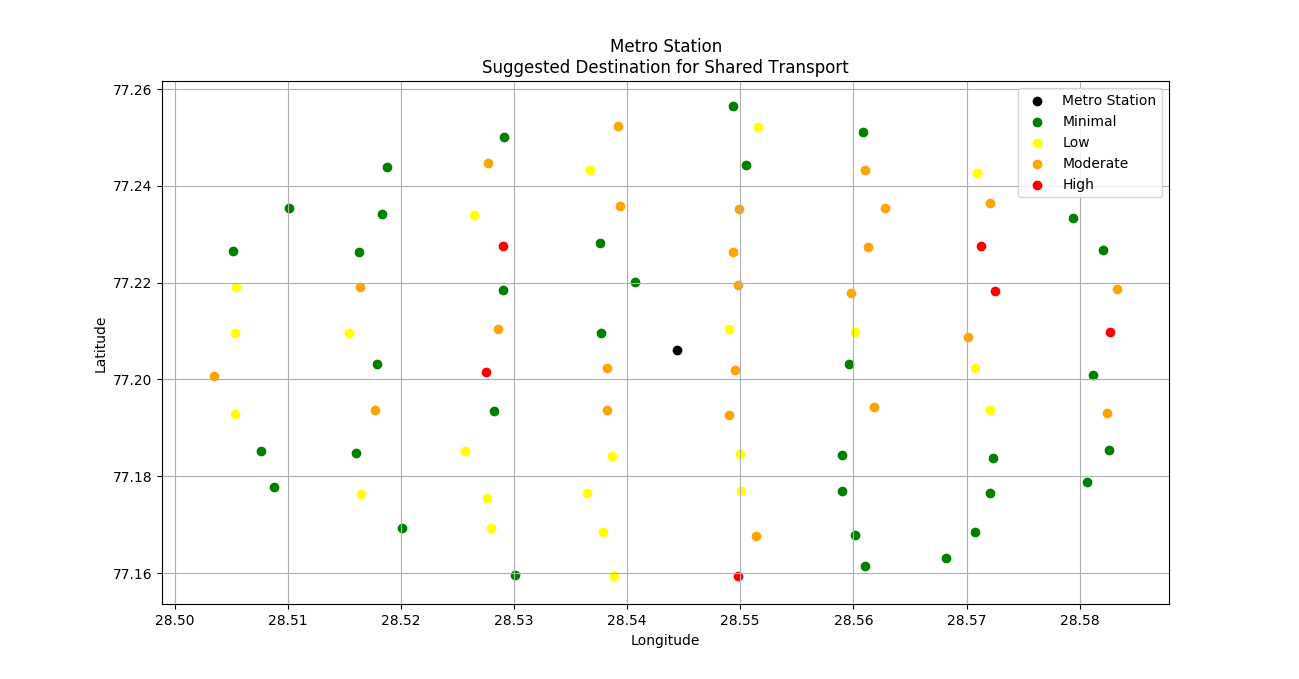 Metro Station
Suggested Destination for Shared Transport
77.26
77.24
77.22
77.20
77.18
77.16
Latitude
Metro Station
Minimal
Low
Moderate
High
28.50 28.51 28.52 28.53 28.54 28.55 28.56 28.57 28.58
Longitude